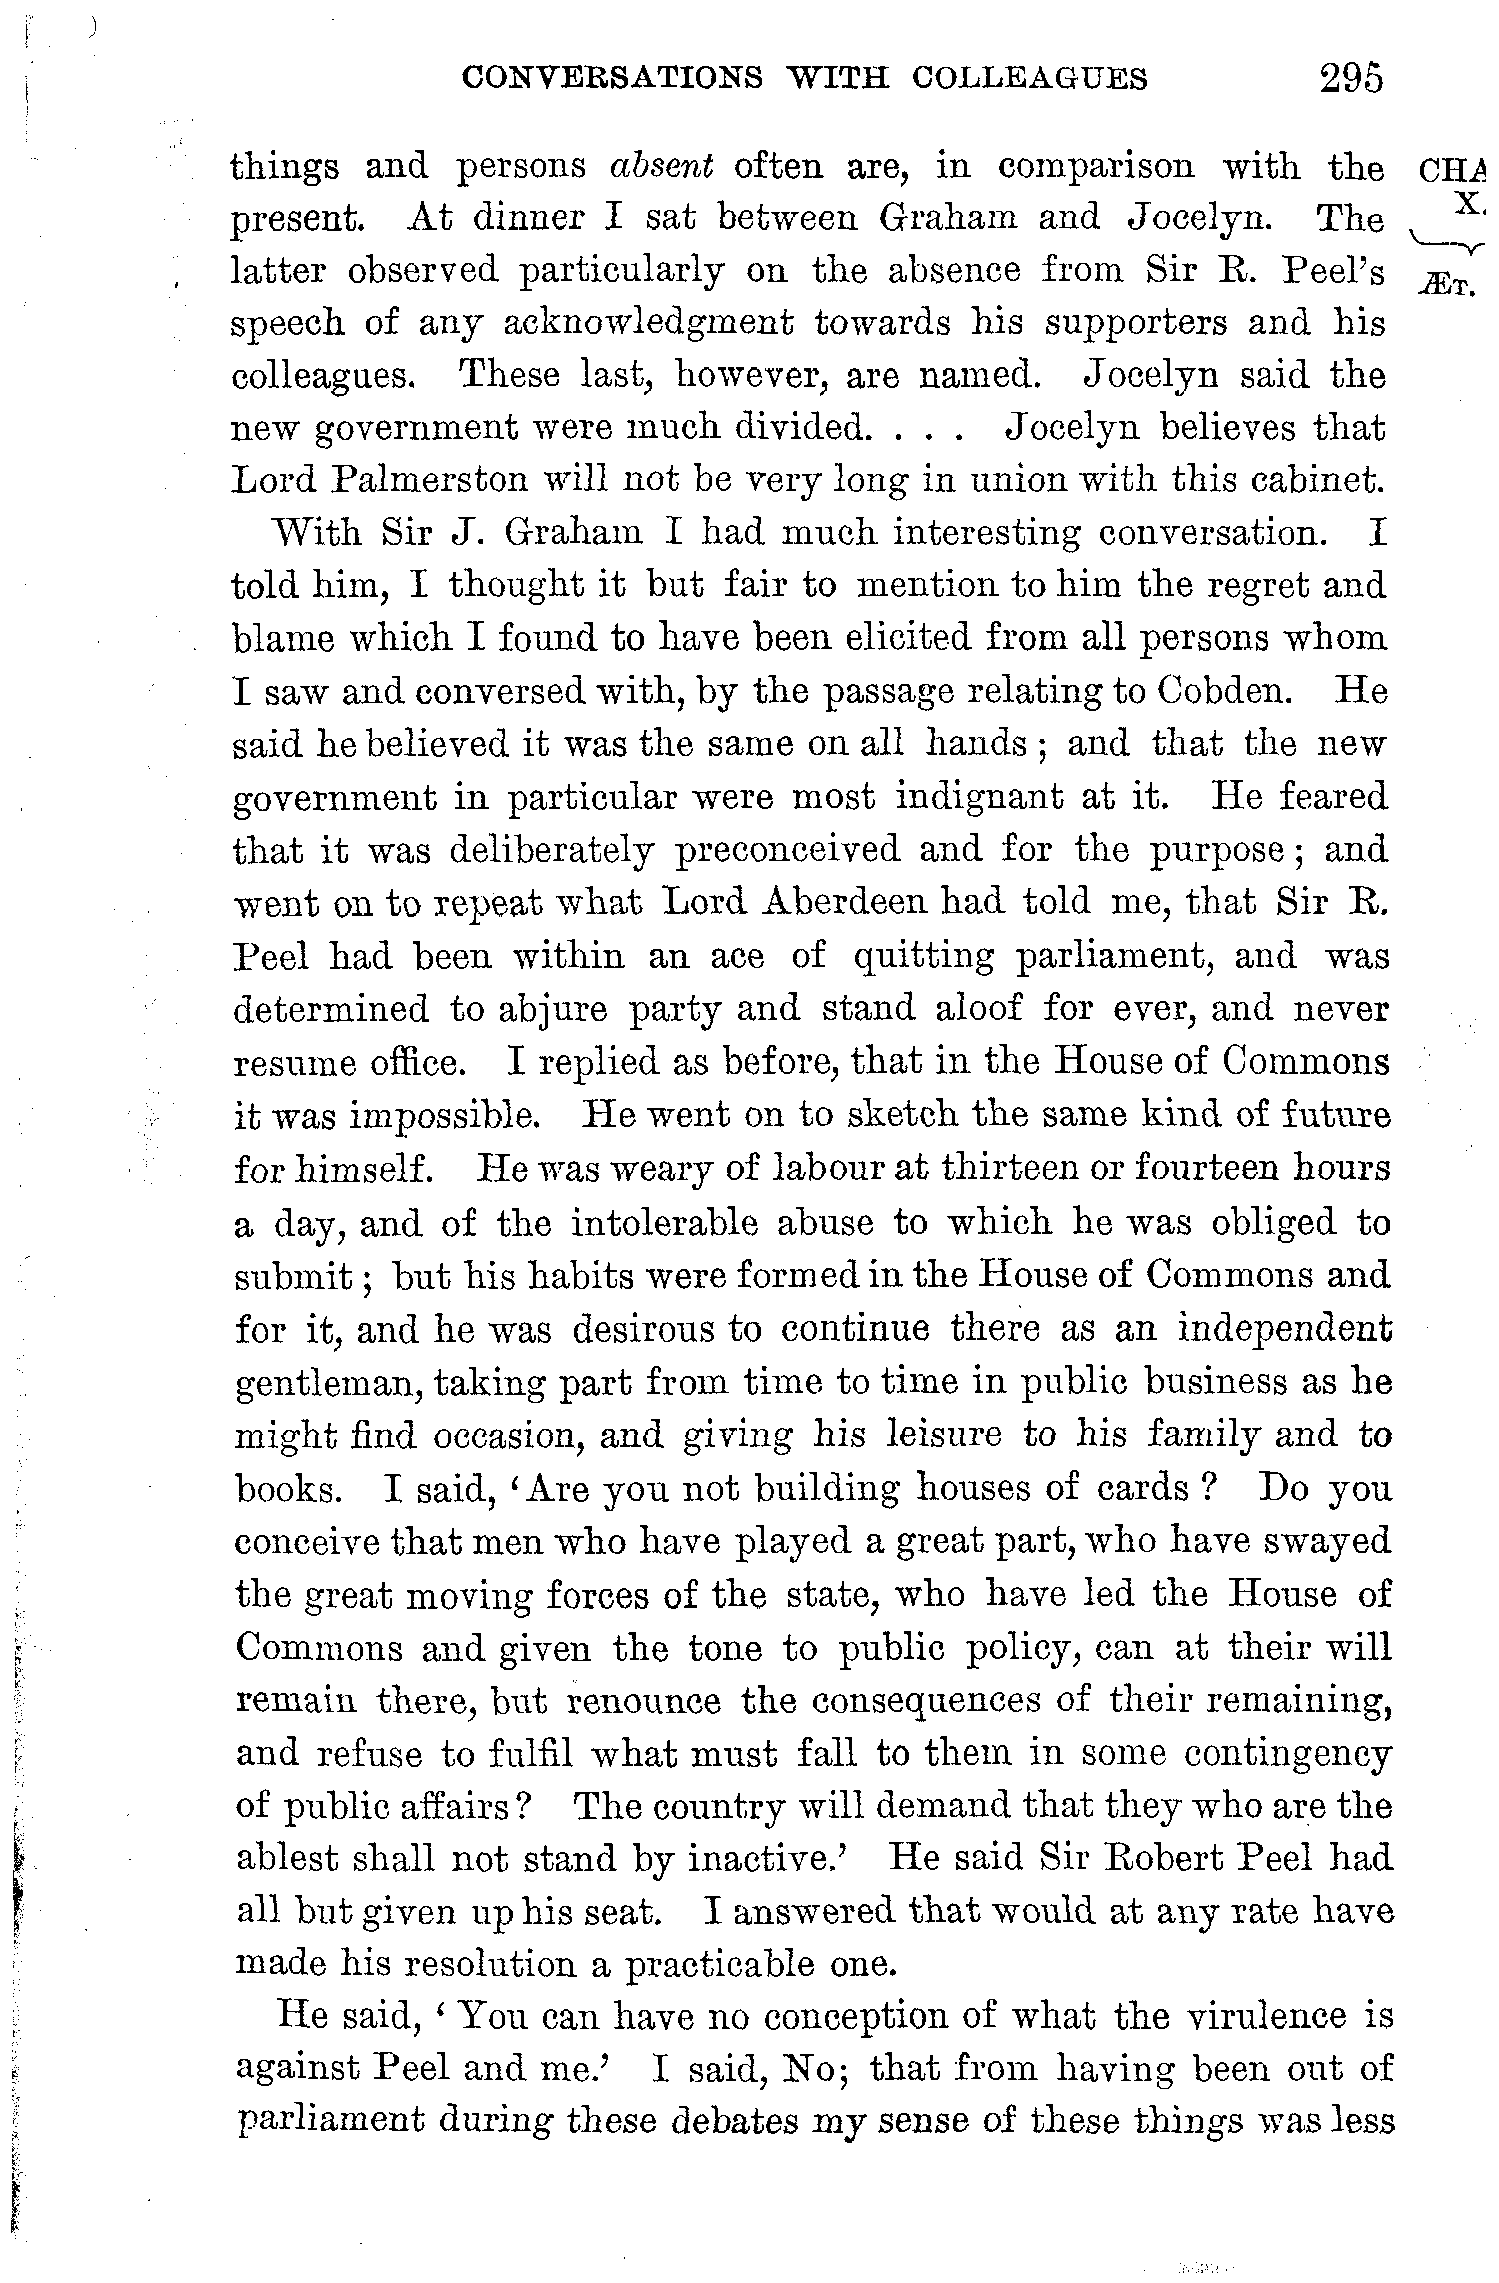 CONVERSATIONS WITH COLLEAGUES 295
things and persons absent often are, in comparison with the
present. At dinner I sat between Graham and Jocelyn. The
latter observed particularly on the absence from Sir R. Peel's
speech of any acknowledgment towards his supporters and his
colleagues. These last, however, are named. Jocelyn said the
new government were much divided. . . . Jocelyn believes that
Lord Palmerston will not be very long in union with this cabinet.
With Sir J. Graham I had much interesting conversation. I
told him, I thought it but fair to mention to him the regret and
blame which I found to have been elicited from all persons whom
I saw and conversed with, by the passage relating to Cobden. He
said he believed it was the same on all hands ; and that the new
government in particular were most indignant at it. He feared
that it was deliberately preconceived and for the purpose ; and
went on to repeat what Lord Aberdeen had told me, that Sir R.
Peel had been within an ace of quitting parliament, and was
determined to abjure party and stand aloof for ever, and never
resume office. I replied as before, that in the House of Commons
it was impossible. He went on to sketch the same kind of future
for himself. He was weary of labour at thirteen or fourteen hours
a day, and of the intolerable abuse to which he was obliged to
submit ; but his habits were formed in the House of Commons and
for it, and he was desirous to continue there as an independent
gentleman, taking part from time to time in public business as he
might find occasion, and giving his leisure to his family and to
books. I said, ‘Are you not building houses of cards ? Do you
conceive that men who have played a great part, who have swayed
the great moving forces of the state, who have led the House of
Commons and given the tone to public policy, can at their will
remain there, but renounce the consequences of their remaining,
and refuse to fulfil what must fall to them in some contingency
of public affairs? The country will demand that they who are the
ablest shall not stand by inactive.’ He said Sir Robert Peel had
all but given up his seat. I answered that would at any rate have
made his resolution a practicable one.
He said, ‘ You can have no conception of what the virulence is
against Peel and me.’ I said, No; that from having been out of
parliament during these debates my sense of these things was less
CHA
X.
ÆT.